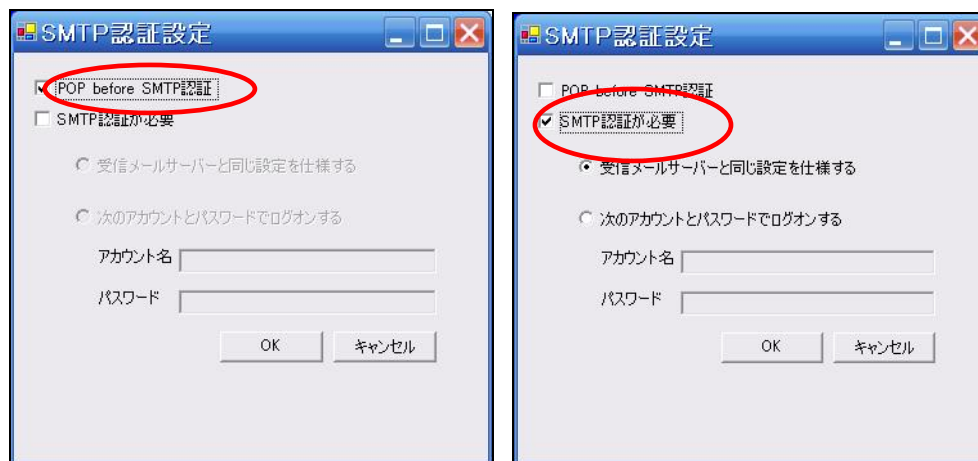 SMTP認証設定
POP before SMTP認証
SMTP認証が必要
受信メールサーバーと同じ設定を仕様する
次のアカウントとパスワードでログオンする
アカウント名
パスワード
OK キャンセル
SMTP認証設定
POP before SMTP認証
SMTP認証が必要
受信メールサーバーと同じ設定を仕様する
次のアカウントとパスワードでログオンする
アカウント名
パスワード
OK キャンセル